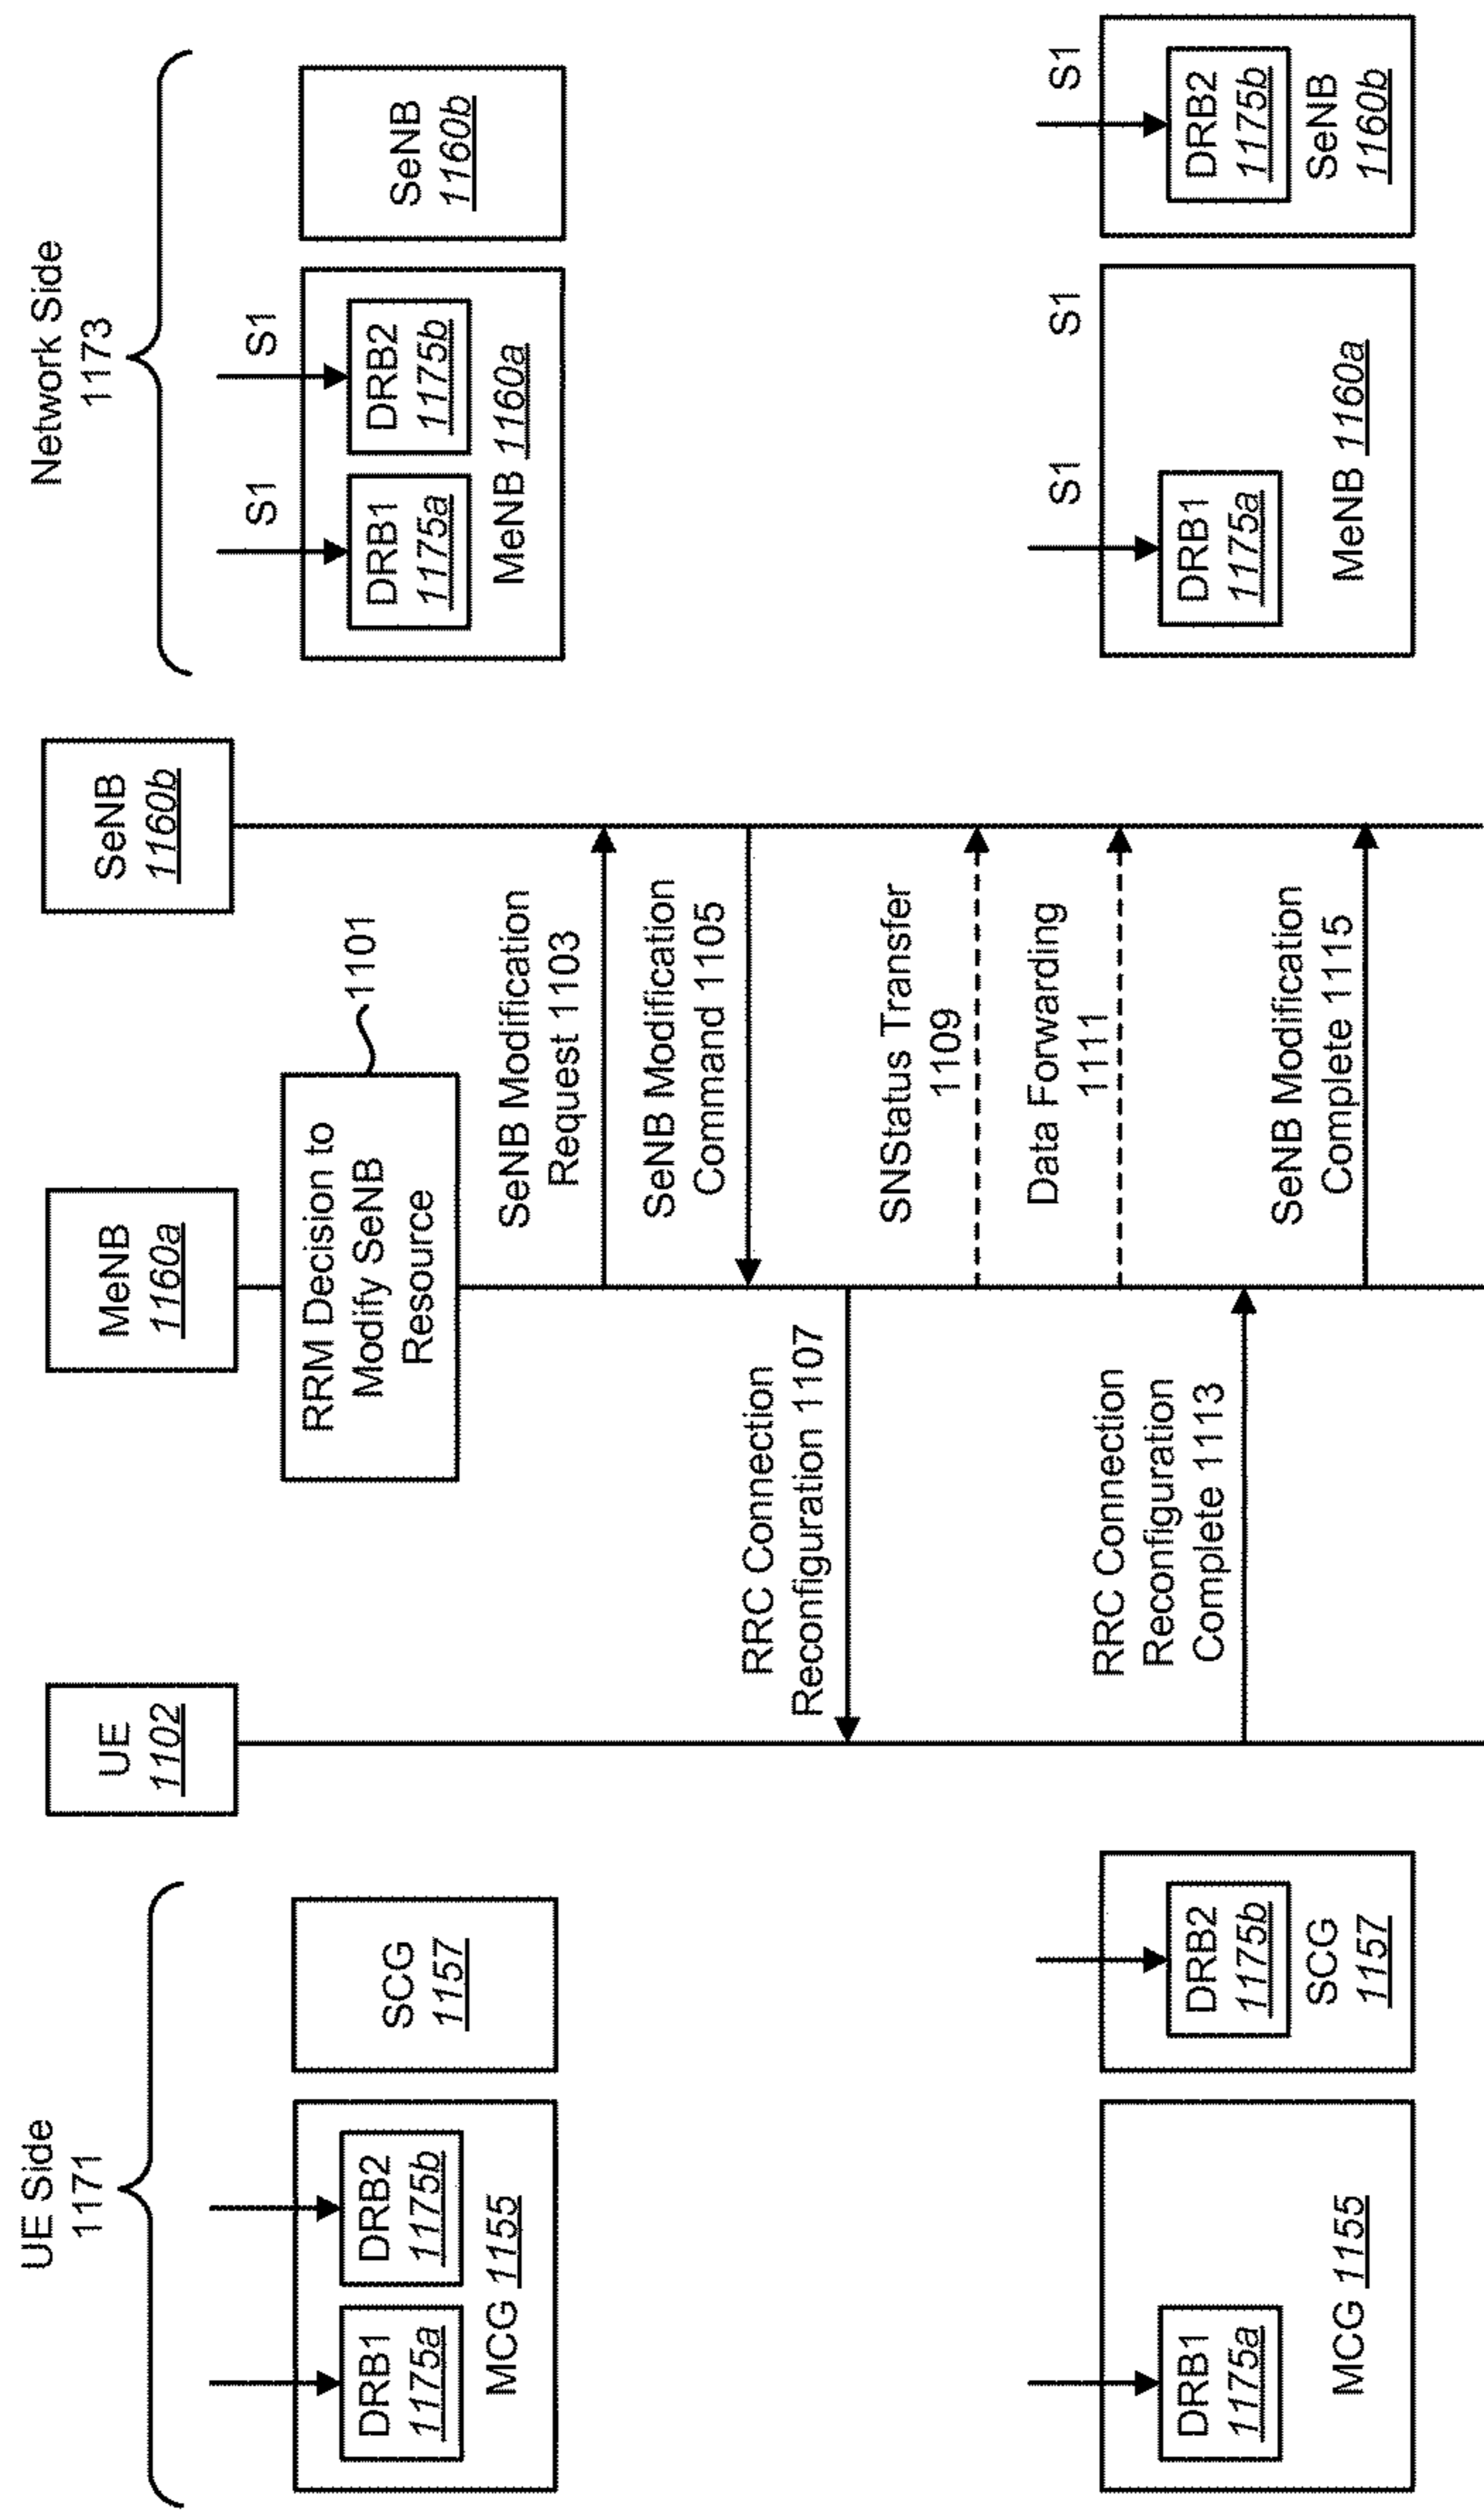 UE Side
1171
Network Side
1173
UE
1102
MeNB
1160a
SeNB
1160b
DRB1
1175a
DRB2
1175b
MCG 1155
SCG
1157
RRM Decision to
Modify SeNB
Resource
1101
S1
S1
DRB1
1175a
DRB2
1175b
MeNB 1160a
SeNB
1160b
SeNB Modification
Request 1103
SeNB Modification
Command 1105
RRC Connection
Reconfiguration 1107
SNStatus Transfer
1109
Data Forwarding
1111
RRC Connection
Reconfiguration
Complete 1113
SeNB Modification
Complete 1115
DRB1
1175a
MCG 1155
DRB2
1175b
SCG
1157
S1
S1
S1
DRB1
1175a
MeNB 1160a
DRB2
1175b
SeNB
1160b